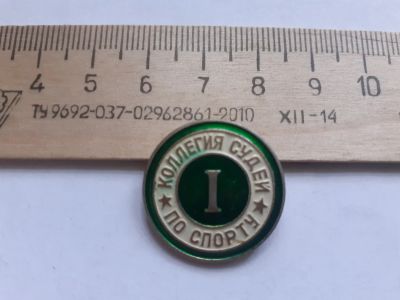 4 5 6 7 8 9 10
ТУ 9692-037-02962861-2010 XII-14
КОЛЛЕГИЯ СУДЕЙ
I
★ ПО СПОРТУ ★